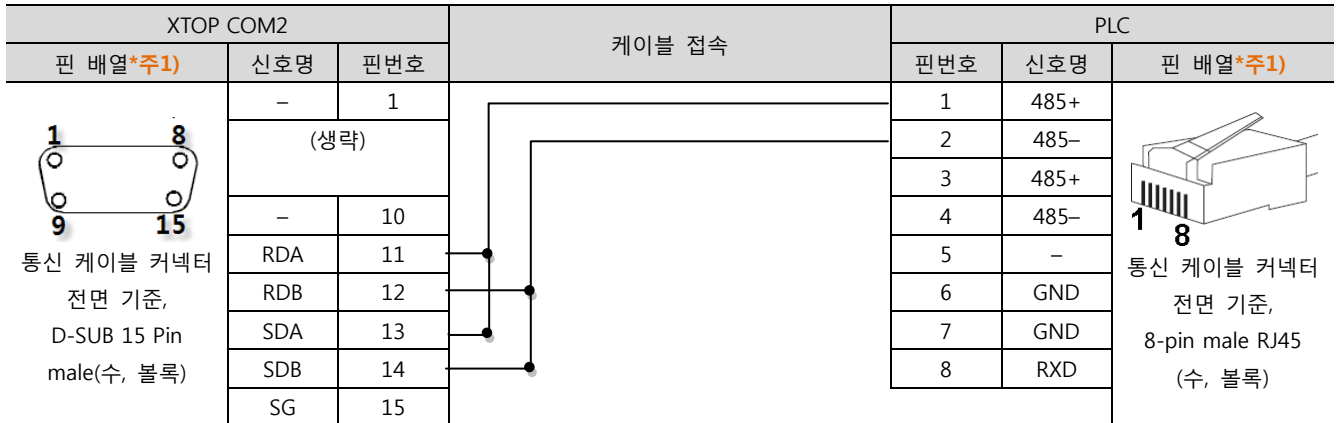 XTOP COM2 케이블 접속 PLC
핀 배열*주1) 신호명 핀번호 핀번호 신호명 핀 배열*주1)
– 1 1 485+
(생략) 2 485–
3 485+
– 10 4 485–
RDA 11 5 –
RDB 12 6 GND
SDA 13 7 GND
SDB 14 8 RXD
SG 15
1 8
9 15
통신 케이블 커넥터
전면 기준,
D-SUB 15 Pin
male(수, 볼록)
1
8
통신 케이블 커넥터
전면 기준,
8-pin male RJ45
(수, 볼록)